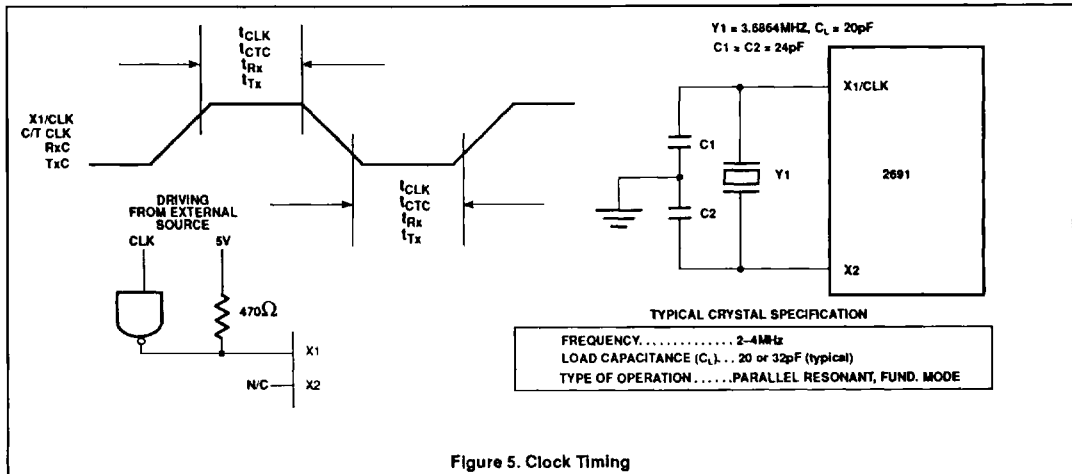 tCLK
tCTC
tRx
tTx
X1/CLK
C/T CLK
RxC
TxC
tCLK
tCTC
tRx
tTx
DRIVING
FROM EXTERNAL
SOURCE
CLK
5V
470Ω
X1
N/C
X2
Y1 = 3.6864MHZ, CL = 20pF
C1 = C2 = 24pF
X1/CLK
C1
Y1
2691
C2
X2
TYPICAL CRYSTAL SPECIFICATION
FREQUENCY.............. 2–4MHz
LOAD CAPACITANCE (CL)... 20 or 32pF (typical)
TYPE OF OPERATION ......PARALLEL RESONANT, FUND. MODE
Figure 5. Clock Timing